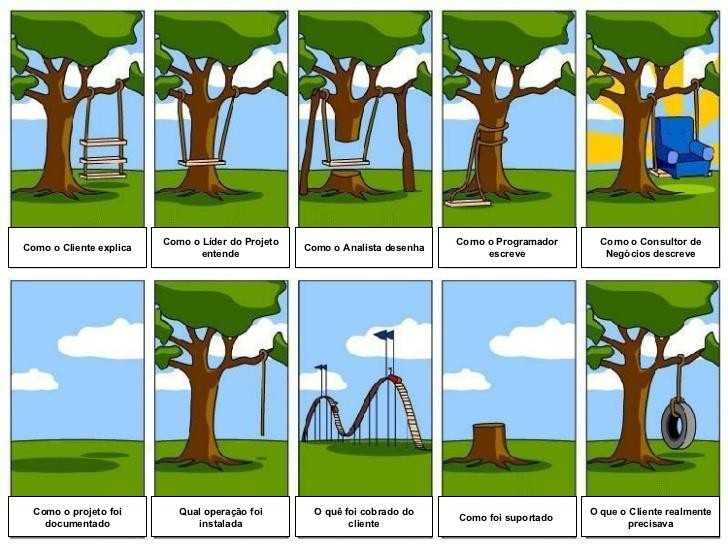 Como o Cliente explica
Como o Líder do Projeto
entende
Como o Analista desenha
Como o Programador
escreve
Como o Consultor de
Negócios descreve
Como o projeto foi
documentado
Qual operação foi
instalada
O quê foi cobrado do
cliente
Como foi suportado
O que o Cliente realmente
precisava